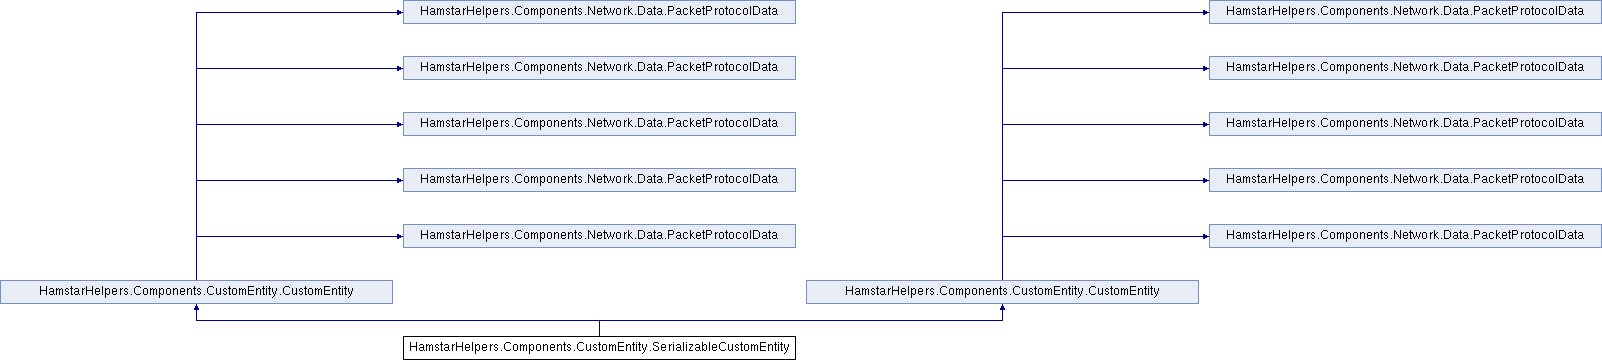 HamstarHelpers.Components.Network.Data.PacketProtocolData
HamstarHelpers.Components.Network.Data.PacketProtocolData
HamstarHelpers.Components.Network.Data.PacketProtocolData
HamstarHelpers.Components.Network.Data.PacketProtocolData
HamstarHelpers.Components.Network.Data.PacketProtocolData
HamstarHelpers.Components.Network.Data.PacketProtocolData
HamstarHelpers.Components.Network.Data.PacketProtocolData
HamstarHelpers.Components.Network.Data.PacketProtocolData
HamstarHelpers.Components.Network.Data.PacketProtocolData
HamstarHelpers.Components.Network.Data.PacketProtocolData
HamstarHelpers.Components.CustomEntity.CustomEntity
HamstarHelpers.Components.CustomEntity.CustomEntity
HamstarHelpers.Components.CustomEntity.SerializableCustomEntity